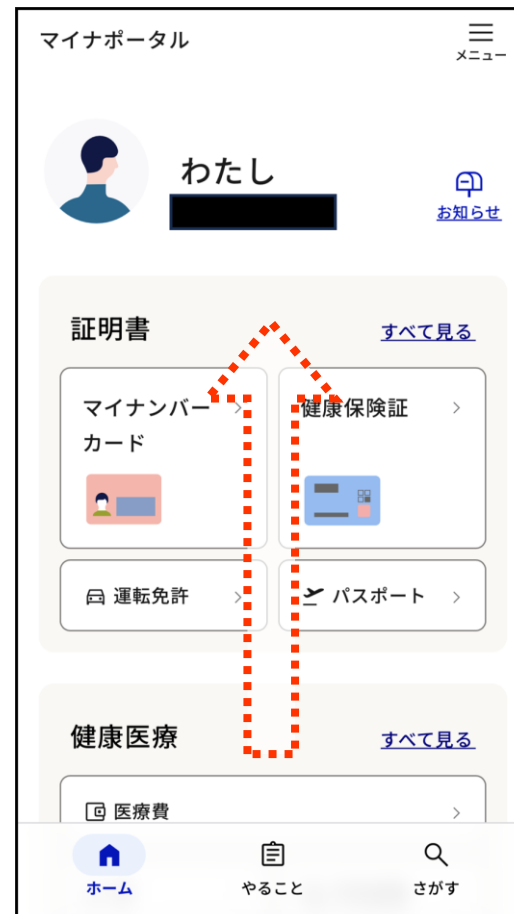 マイナポータル
メニュー
わたし
お知らせ
証明書
すべて見る
マイナンバー
カード
健康保険証
運転免許
パスポート
健康医療
すべて見る
医療費
ホーム
やること
さがす